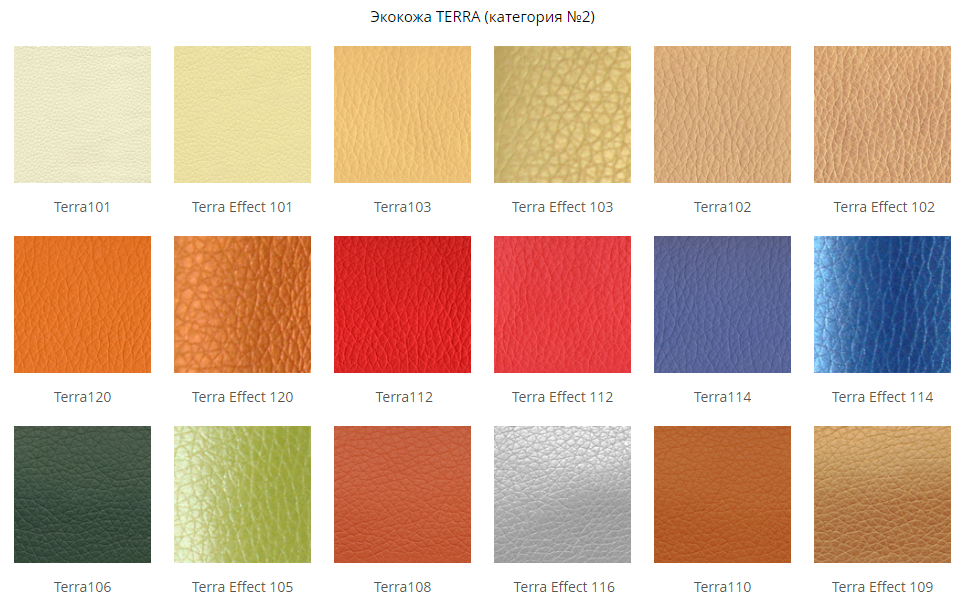 Экокожа TERRA (категория №2)
Terra101
Terra Effect 101
Terra103
Terra Effect 103
Terra102
Terra Effect 102
Terra120
Terra Effect 120
Terra112
Terra Effect 112
Terra114
Terra Effect 114
Terra106
Terra Effect 105
Terra108
Terra Effect 116
Terra110
Terra Effect 109